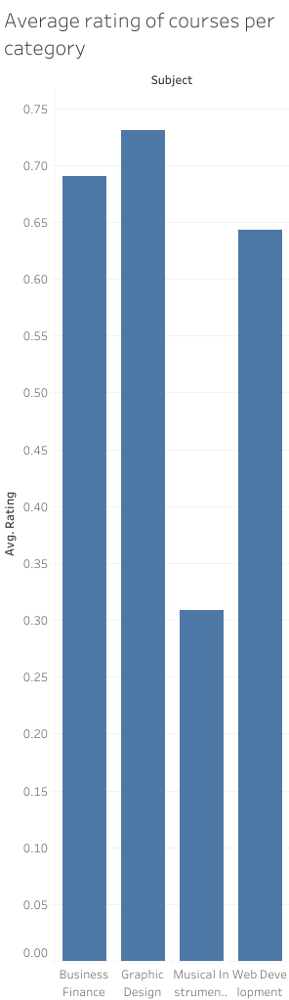 Average rating of courses per
category
Subject
0.75
0.70
0.65
0.60
0.55
0.50
0.45
0.40
0.35
0.30
0.25
0.20
0.15
0.10
0.05
0.00
Avg. Rating
Business Graphic Musical In Web Deve
Finance Design strumen.. lopment